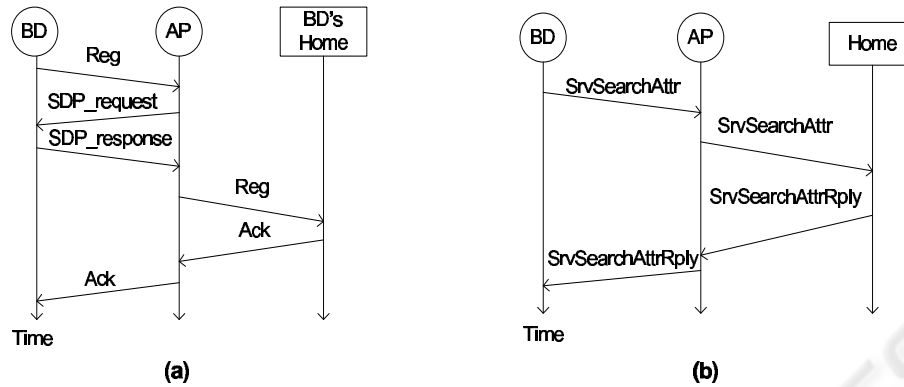 BD
AP
BD's
Home
Reg
SDP_request
SDP_response
Reg
Ack
Ack
Time
(a)
BD
AP
Home
SrvSearchAttr
SrvSearchAttr
SrvSearchAttrRply
SrvSearchAttrRply
Time
(b)